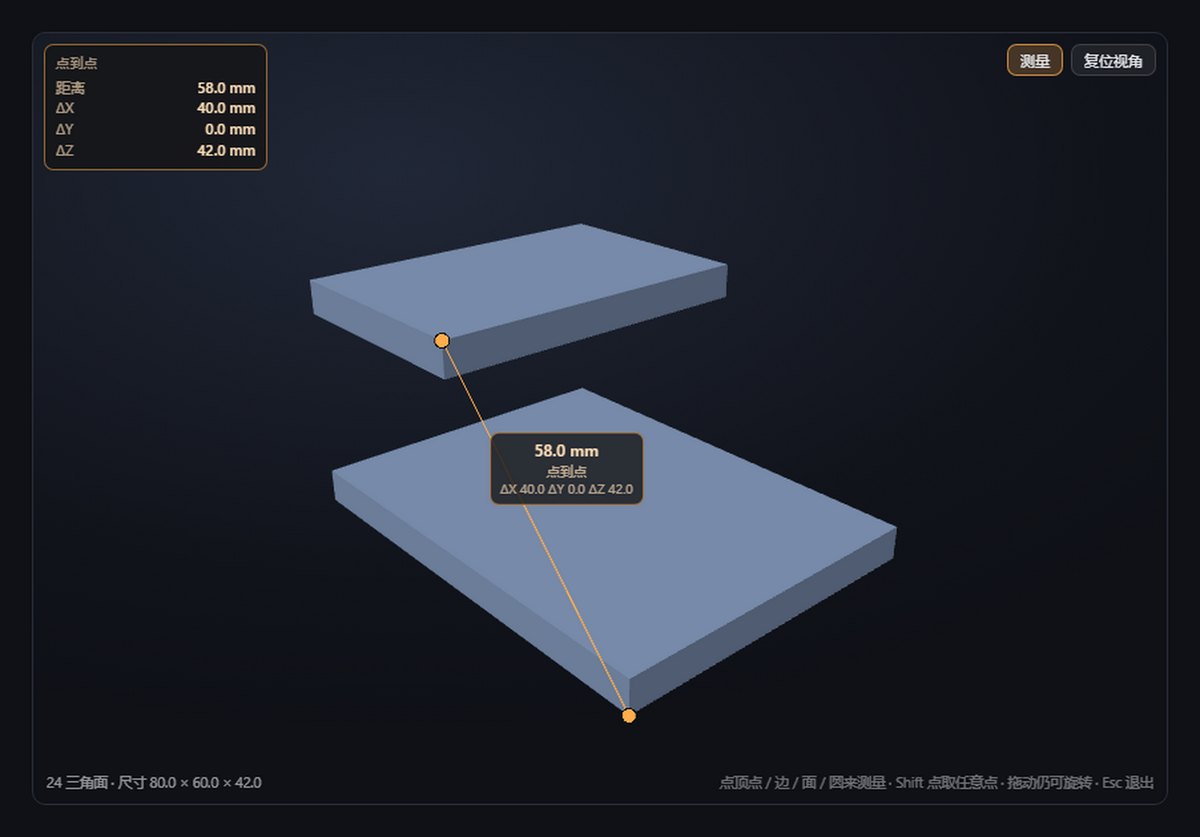 点到点
距离 58.0 mm
ΔX 40.0 mm
ΔY 0.0 mm
ΔZ 42.0 mm
测量 复位视角
58.0 mm
点到点
ΔX 40.0 ΔY 0.0 ΔZ 42.0
24 三角面 · 尺寸 80.0 × 60.0 × 42.0
点顶点 / 边 / 面 / 圆来测量 · Shift 点取任意点 · 拖动仍可旋转 · Esc 退出